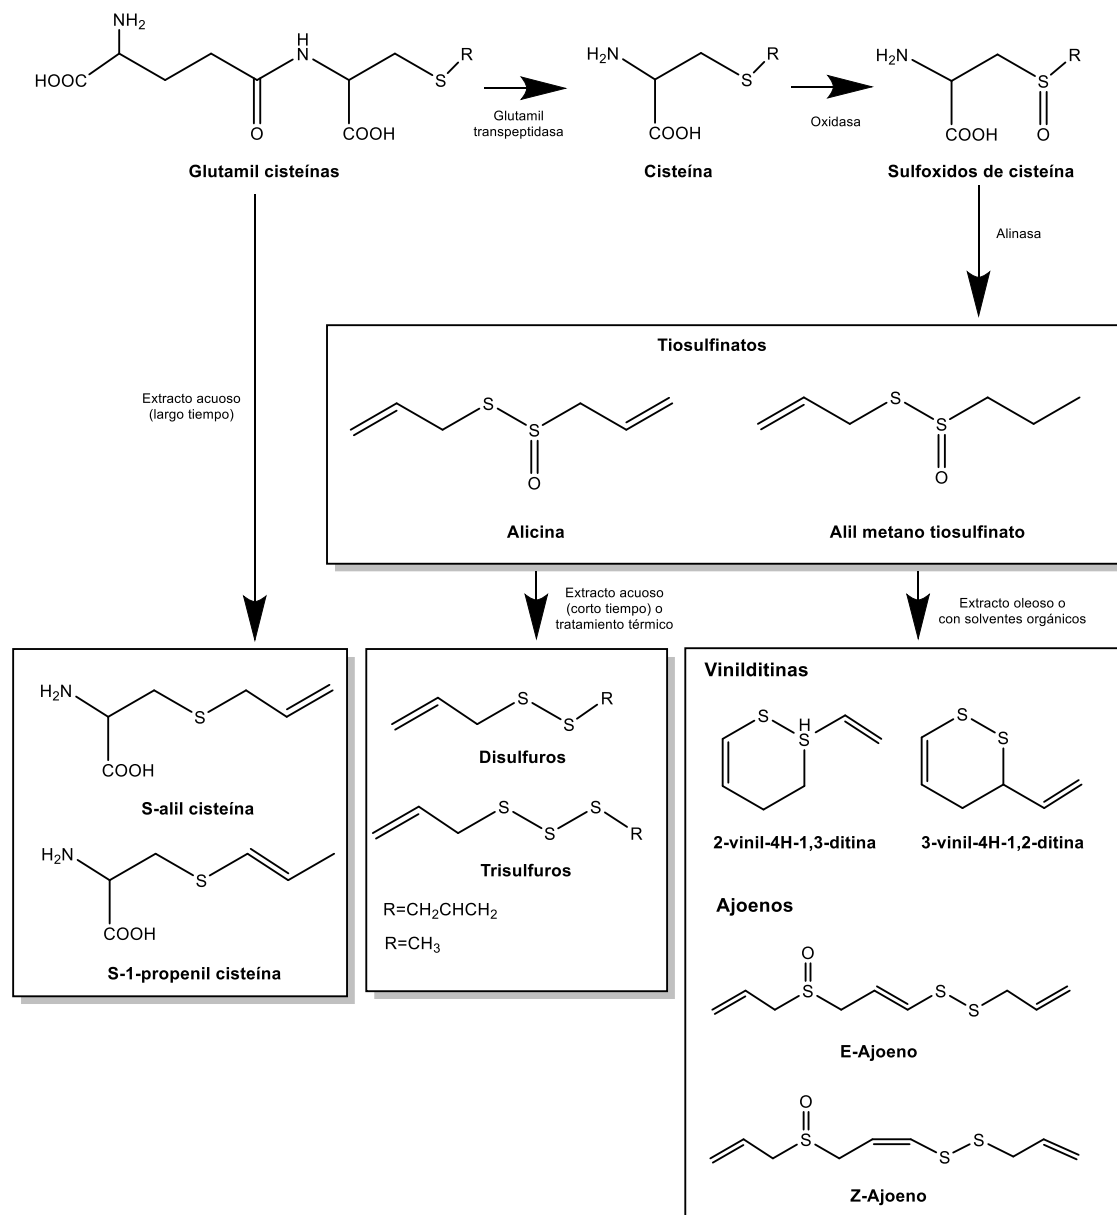 NH2
HOOC
H
N
S
R
O
COOH
Glutamil
transpeptidasa
H2N
S
R
COOH
Oxidasa
H2N
S
R
COOH
O
Glutamil cisteínas
Cisteína
Sulfoxidos de cisteína
Alinasa
Tiosulfinatos
S
S
O
S
S
O
Alicina
Alil metano tiosulfinato
Extracto acuoso
(largo tiempo)
Extracto acuoso
(corto tiempo) o
tratamiento térmico
Extracto oleoso o
con solventes orgánicos
H2N
S
COOH
S-alil cisteína
H2N
S
COOH
S-1-propenil cisteína
S
S
R
Disulfuros
S
S
S
R
Trisulfuros
R=CH2CHCH2
R=CH3
Vinilditinas
S
H
S
S
S
2-vinil-4H-1,3-ditina
3-vinil-4H-1,2-ditina
Ajoenos
O
S
S
S
E-Ajoeno
O
S
S
S
Z-Ajoeno